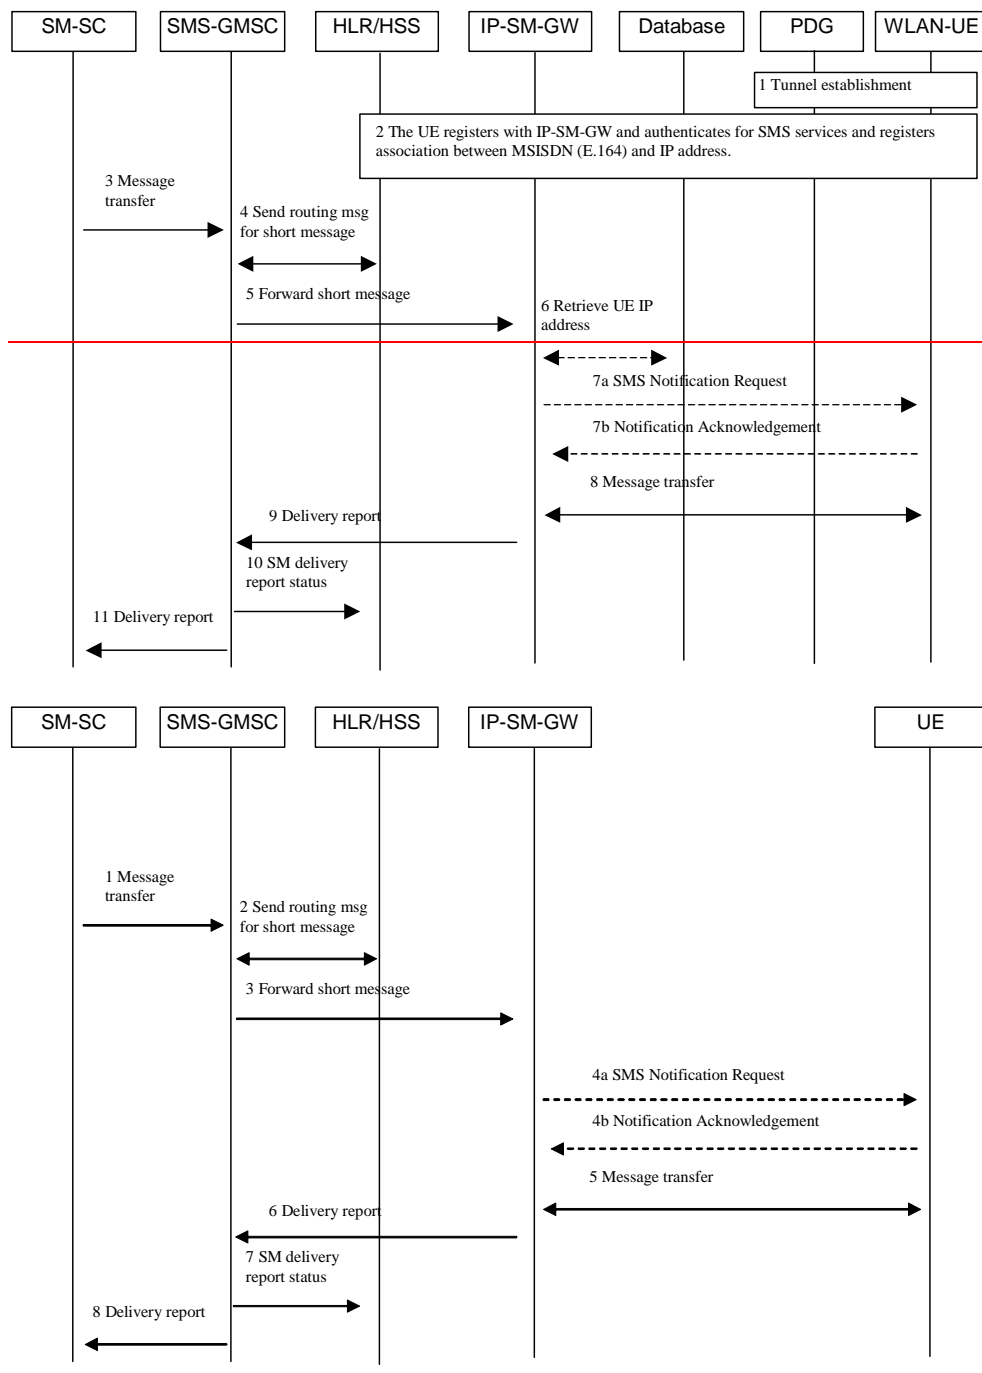 SM-SC SMS-GMSC HLR/HSS IP-SM-GW Database PDG WLAN-UE
1 Tunnel establishment
2 The UE registers with IP-SM-GW and authenticates for SMS services and registers
association between MSISDN (E.164) and IP address.
3 Message
transfer
4 Send routing msg
for short message
5 Forward short message
6 Retrieve UE IP
address
7a SMS Notification Request
7b Notification Acknowledgement
8 Message transfer
9 Delivery report
10 SM delivery
report status
11 Delivery report
SM-SC SMS-GMSC HLR/HSS IP-SM-GW UE
1 Message
transfer
2 Send routing msg
for short message
3 Forward short message
4a SMS Notification Request
4b Notification Acknowledgement
5 Message transfer
6 Delivery report
7 SM delivery
report status
8 Delivery report